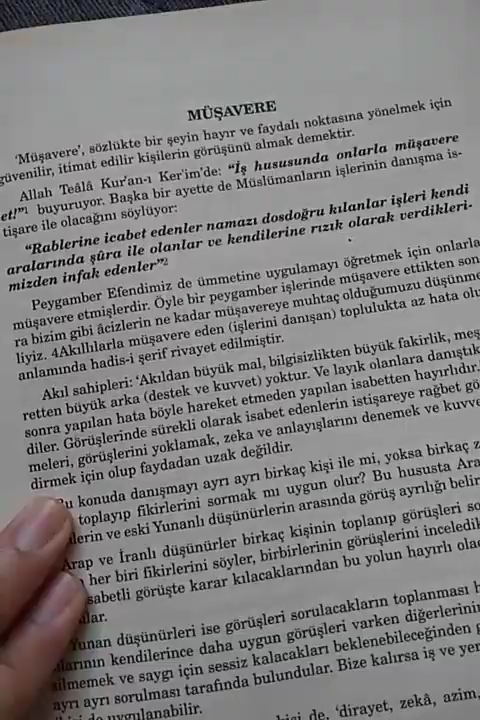 MÜŞAVERE
'Müşavere', sözlükte bir şeyin hayır ve faydalı noktasına yönelmek için
güvenilir, itimat edilir kişilerin görüşünü almak demektir.
Allah Teâlâ Kur'an-ı Ker'im'de: "İş hususunda onlarla müşavere
et!"1 buyuruyor. Başka bir ayette de Müslümanların işlerinin danışma is-
tişare ile olacağını söylüyor:
"Rablerine icabet edenler namazı dosdoğru kılanlar işleri kendi
aralarında şûra ile olanlar ve kendilerine rızık olarak verdikleri-
mizden infak edenler"2
Peygamber Efendimiz de ümmetine uygulamayı öğretmek için onlarla
müşavere etmişlerdir. Öyle bir peygamber işlerinde müşavere ettikten son-
ra bizim gibi âcizlerin ne kadar müşavereye muhtaç olduğumuzu düşünme
liyiz. 4Akıllılarla müşavere eden (işlerini danışan) toplulukta az hata olu
anlamında hadis-i şerif rivayet edilmiştir.
Akıl sahipleri: 'Akıldan büyük mal, bilgisizlikten büyük fakirlik, meş
retten büyük arka (destek ve kuvvet) yoktur. Ve layık olanlara danıştık
sonra yapılan hata böyle hareket etmeden yapılan isabetten hayırlıdır.
diler. Görüşlerinde sürekli olarak isabet edenlerin istişareye rağbet gö
meleri, görüşlerini yoklamak, zeka ve anlayışlarını denemek ve kuvve
dirmek için olup faydadan uzak değildir.
Bu konuda danışmayı ayrı ayrı birkaç kişi ile mi, yoksa birkaç
toplayıp fikirlerini sormak mı uygun olur? Bu hususta Ara
lerin ve eski Yunanlı düşünürlerin arasında görüş ayrılığı belir
Arap ve İranlı düşünürler birkaç kişinin toplanıp görüşleri so
her biri fikirlerini söyler, birbirlerinin görüşlerini inceledik
sabetli görüşte karar kılacaklarından bu yolun hayırlı ola
lar.
Yunan düşünürleri ise görüşleri sorulacakların toplanması
larının kendilerince daha uygun görüşleri varken diğerlerinin
ilmemek ve saygı için sessiz kalacakları beklenebileceğinden
ayrı ayrı sorulması tarafında bulundular. Bize kalırsa iş ve yer
de uygulanabilir.
de, 'dirayet, zekâ, azim,